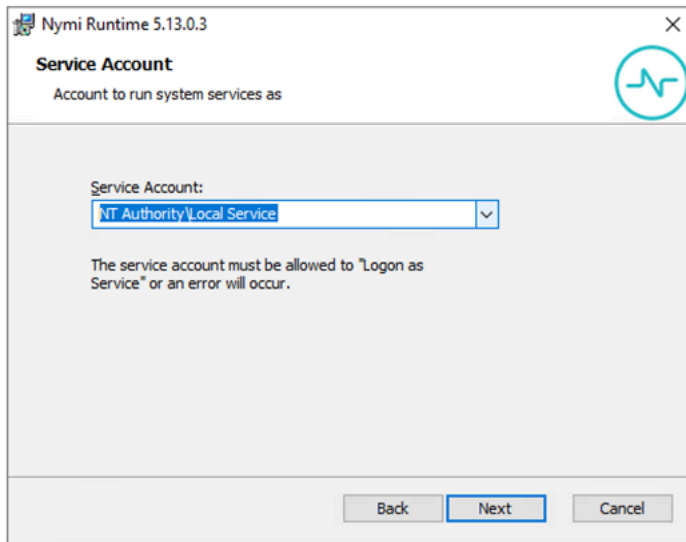 Nymi Runtime 5.13.0.3
Service Account
Account to run system services as
Service Account:
NT Authority\Local Service
The service account must be allowed to "Logon as
Service" or an error will occur.
Back
Next
Cancel